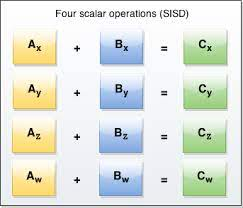 Four scalar operations (SISD)
Ax + Bx = Cx
Ay + By = Cy
Az + Bz = Cz
Aw + Bw = Cw